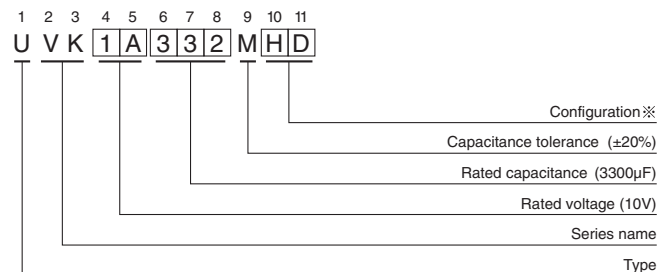 1 2 3 4 5 6 7 8 9 10 11
U V K 1 A 3 3 2 M H D
Configuration※
Capacitance tolerance (±20%)
Rated capacitance (3300µF)
Rated voltage (10V)
Series name
Type